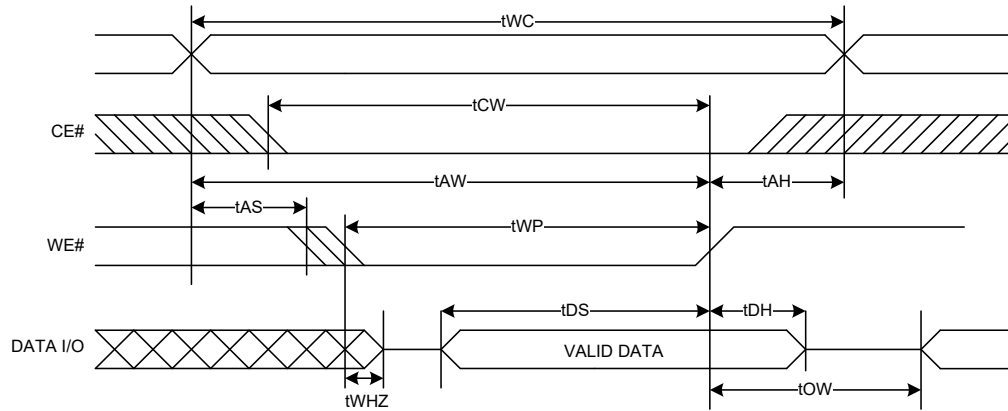 tWC
tCW
CE#
tAW
tAH
tAS
tWP
WE#
tDS
tDH
DATA I/O
VALID DATA
tWHZ
tOW